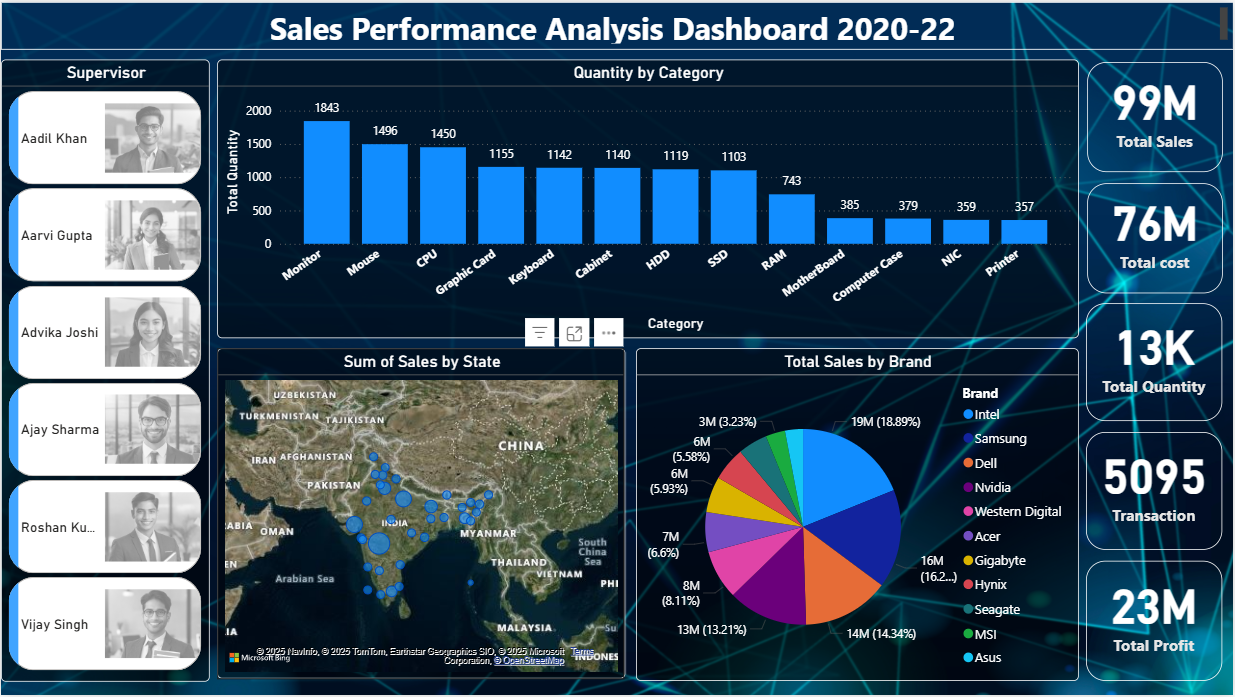 Sales Performance Analysis Dashboard 2020-22
Supervisor
Aadil Khan
Aarvi Gupta
Advika Joshi
Ajay Sharma
Roshan Ku...
Vijay Singh
Quantity by Category
Total Quantity
2000
1500
1000
500
0
1843
1496
1450
1155
1142
1140
1119
1103
743
385
379
359
357
Monitor
Mouse
CPU
Graphic Card
Keyboard
Cabinet
HDD
SSD
RAM
MotherBoard
Computer Case
NIC
Printer
Category
Sum of Sales by State
UZBEKISTAN
TURKMENISTAN
TAJIKISTAN
CHINA
IRAN
AFGHANISTAN
PAKISTAN
ABIA
OMAN
INDIA
MYANMAR
EN
Arabian Sea
THAILAND
South
China
Sea
VIETNAM
PHI
IA
MALAYSIA
Su
INDONES
Microsoft Bing
© 2025 NavInfo, © 2025 TomTom, Earthstar Geographics SIO, © 2025 Microsoft Terms
Corporation, © OpenStreetMap
Total Sales by Brand
19M (18.89%)
16M
(16.2...)
14M (14.34%)
13M (13.21%)
8M
(8.11%)
7M
(6.6%)
6M
(5.93%)
6M
(5.58%)
3M (3.23%)
Brand
Intel
Samsung
Dell
Nvidia
Western Digital
Acer
Gigabyte
Hynix
Seagate
MSI
Asus
99M
Total Sales
76M
Total cost
13K
Total Quantity
5095
Transaction
23M
Total Profit